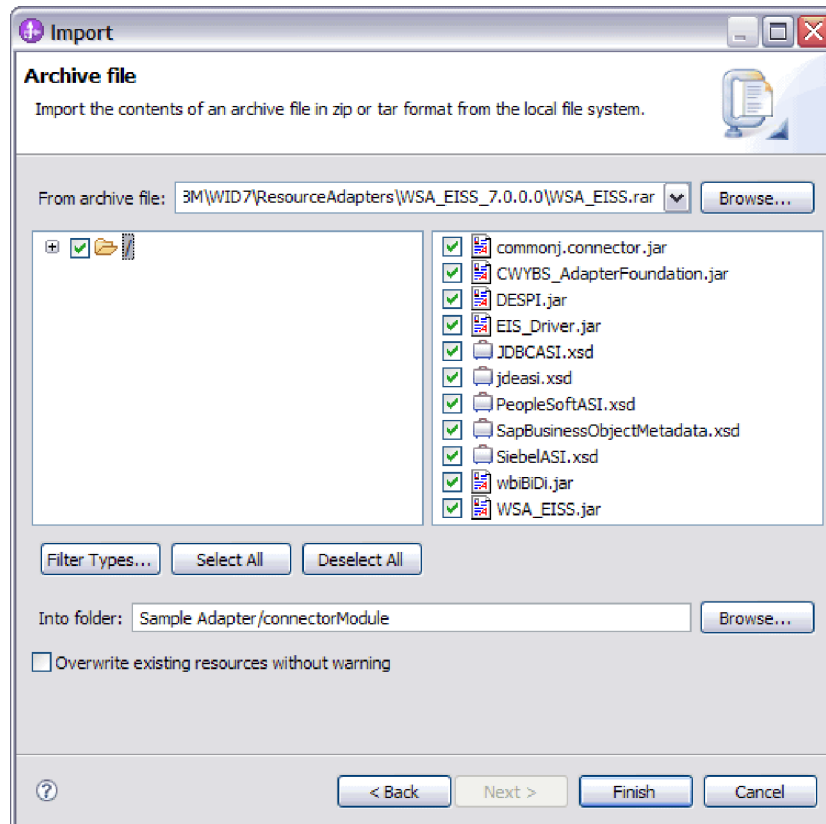 Import
Archive file
Import the contents of an archive file in zip or tar format from the local file system.
From archive file: 3M\WID7\ResourceAdapters\WSA_EISS_7.0.0.0\WSA_EISS.rar Browse...
/
commonj.connector.jar
CWYBS_AdapterFoundation.jar
DESPI.jar
EIS_Driver.jar
JDBCASI.xsd
jdeasi.xsd
PeopleSoftASI.xsd
SapBusinessObjectMetadata.xsd
SiebelASI.xsd
wbiBiDi.jar
WSA_EISS.jar
Filter Types... Select All Deselect All
Into folder: Sample Adapter/connectorModule Browse...
Overwrite existing resources without warning
? < Back Next > Finish Cancel